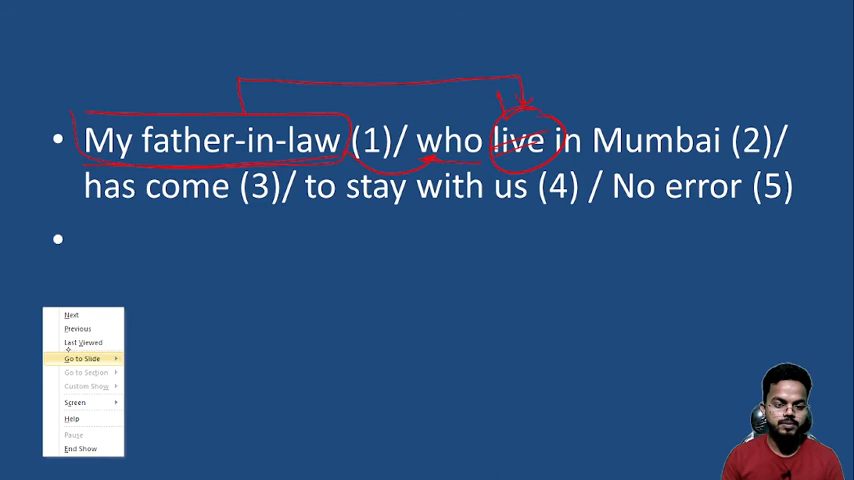 • My father-in-law (1)/ who live in Mumbai (2)/
has come (3)/ to stay with us (4) / No error (5)
•
Next
Previous
Last Viewed
Go to Slide
Go to Section
Custom Show
Screen
Help
Pause
End Show